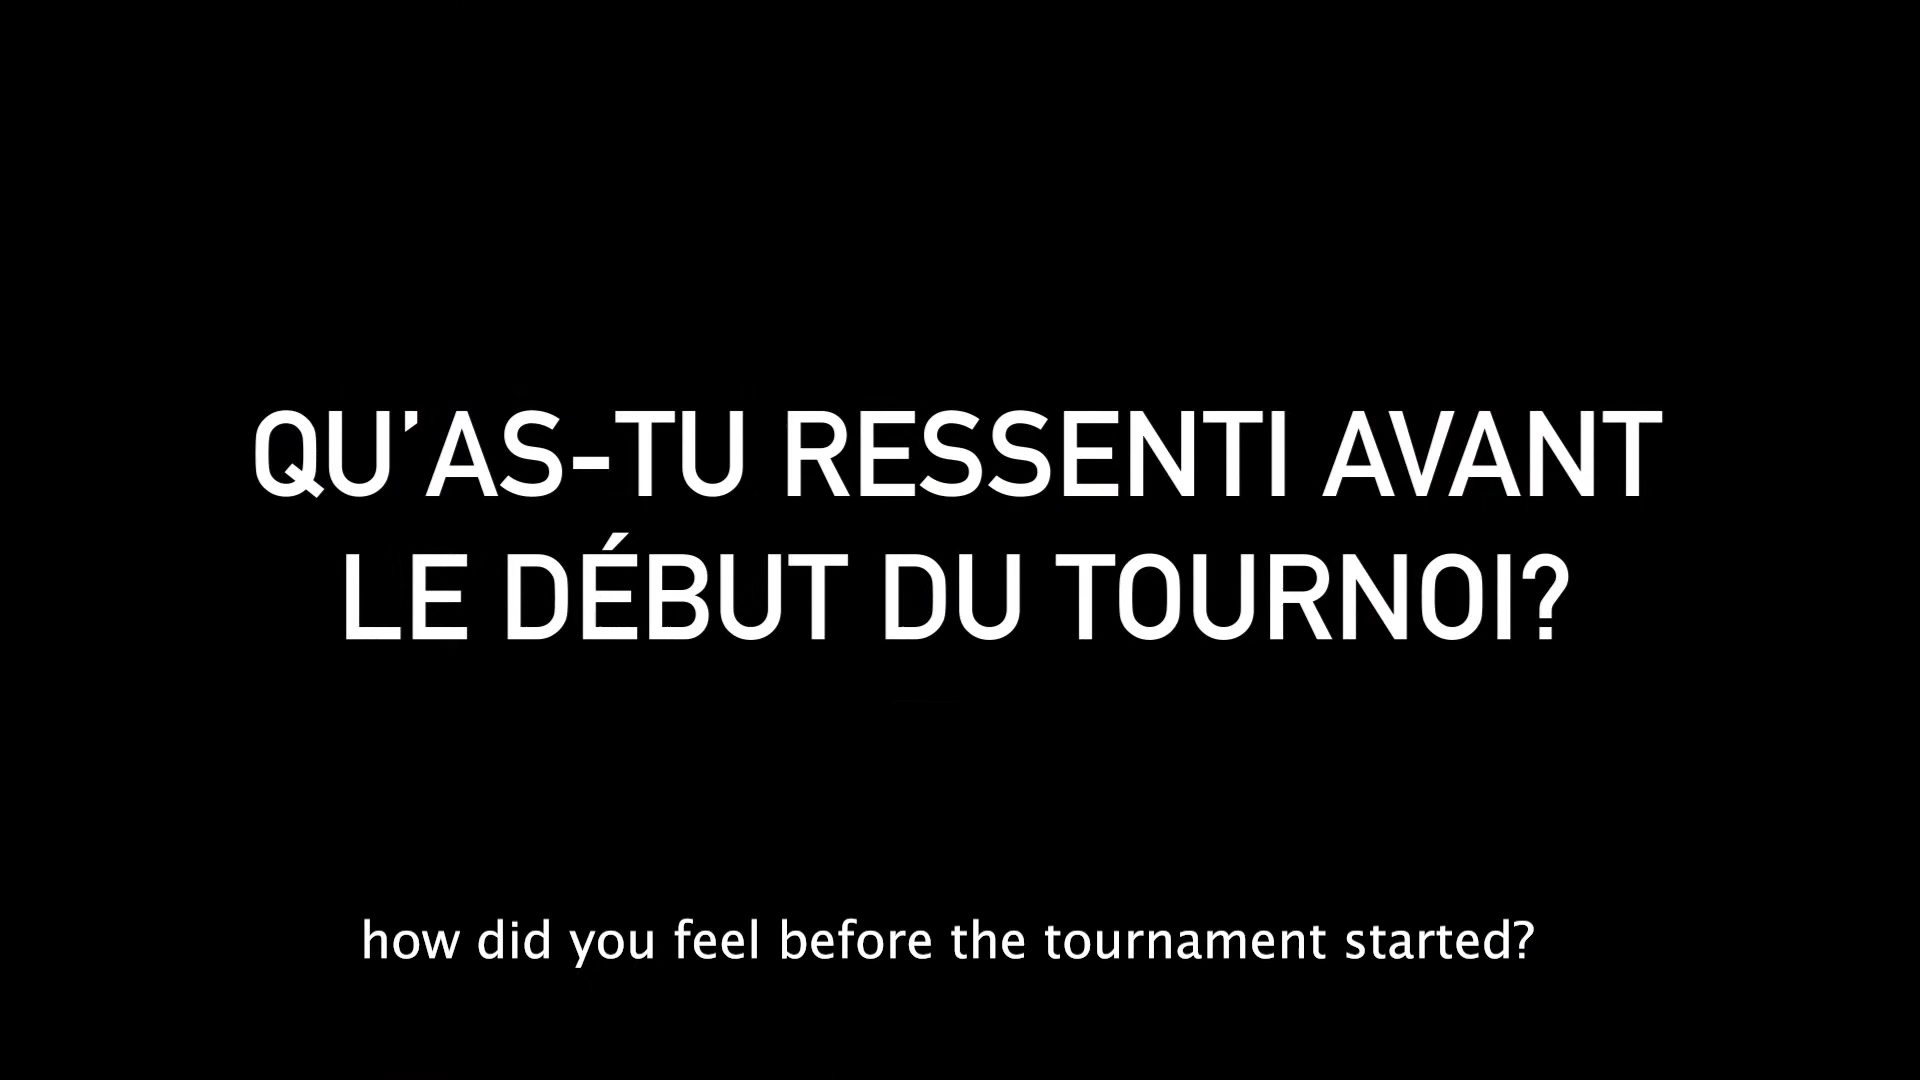 QU'AS-TU RESSENTI AVANT
LE DÉBUT DU TOURNOI?
how did you feel before the tournament started?